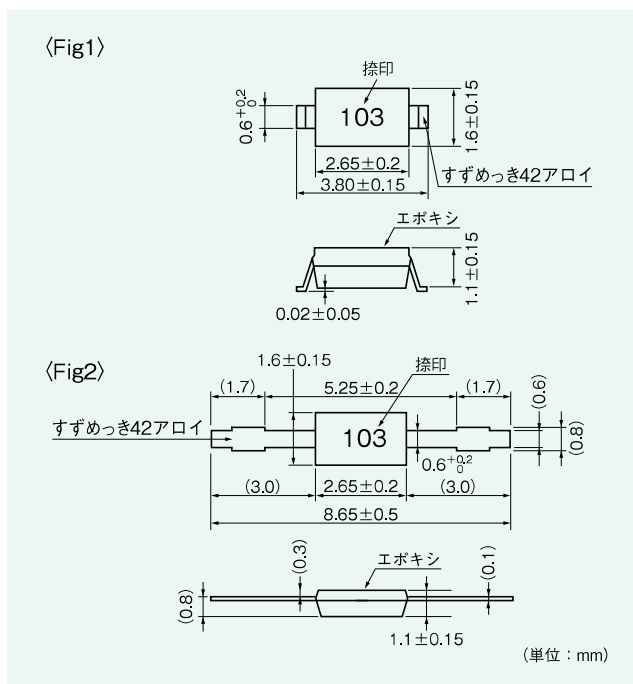 〈Fig1〉
捺印
0.6+0.2 0
103
1.6±0.15
2.65±0.2
すずめっき42アロイ
3.80±0.15
エポキシ
1.1±0.15
0.02±0.05
〈Fig2〉
1.6±0.15
捺印
(1.7)
5.25±0.2
(1.7)
(0.6)
すずめっき42アロイ
103
(0.8)
0.6+0.2 0
(3.0)
2.65±0.2
(3.0)
8.65±0.5
(0.3)
エポキシ
(0.1)
(0.8)
1.1±0.15
(単位：mm)